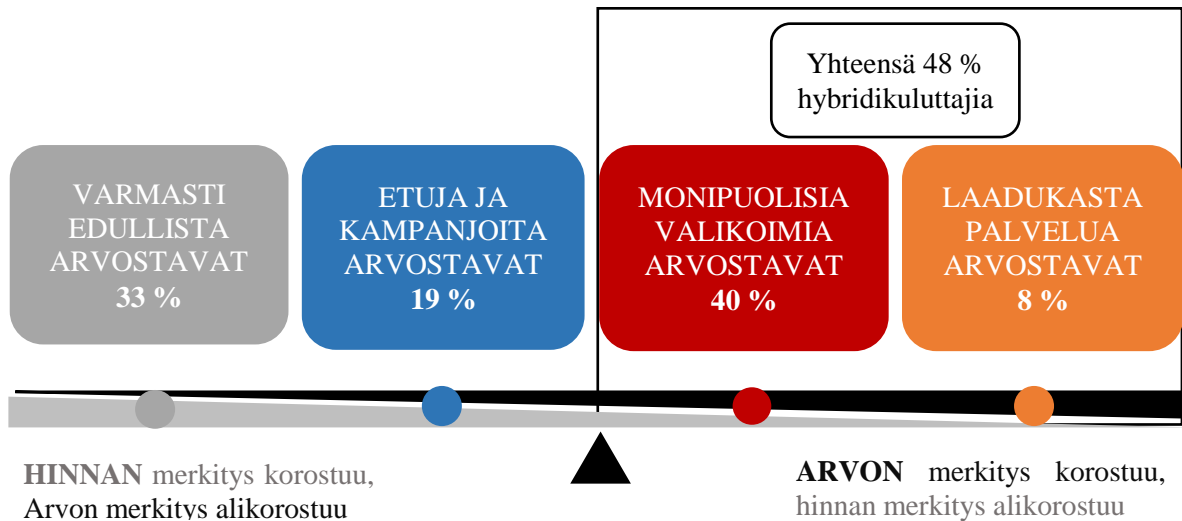 Yhteensä 48 %
hybridikuluttajia
VARMASTI
EDULLISTA
ARVOSTAVAT
33 %
ETUJA JA
KAMPANJOITA
ARVOSTAVAT
19 %
MONIPUOLISIA
VALIKOIMIA
ARVOSTAVAT
40 %
LAADUKASTA
PALVELUA
ARVOSTAVAT
8 %
HINNAN merkitys korostuu,
Arvon merkitys alikorostuu
ARVON merkitys korostuu,
hinnan merkitys alikorostuu